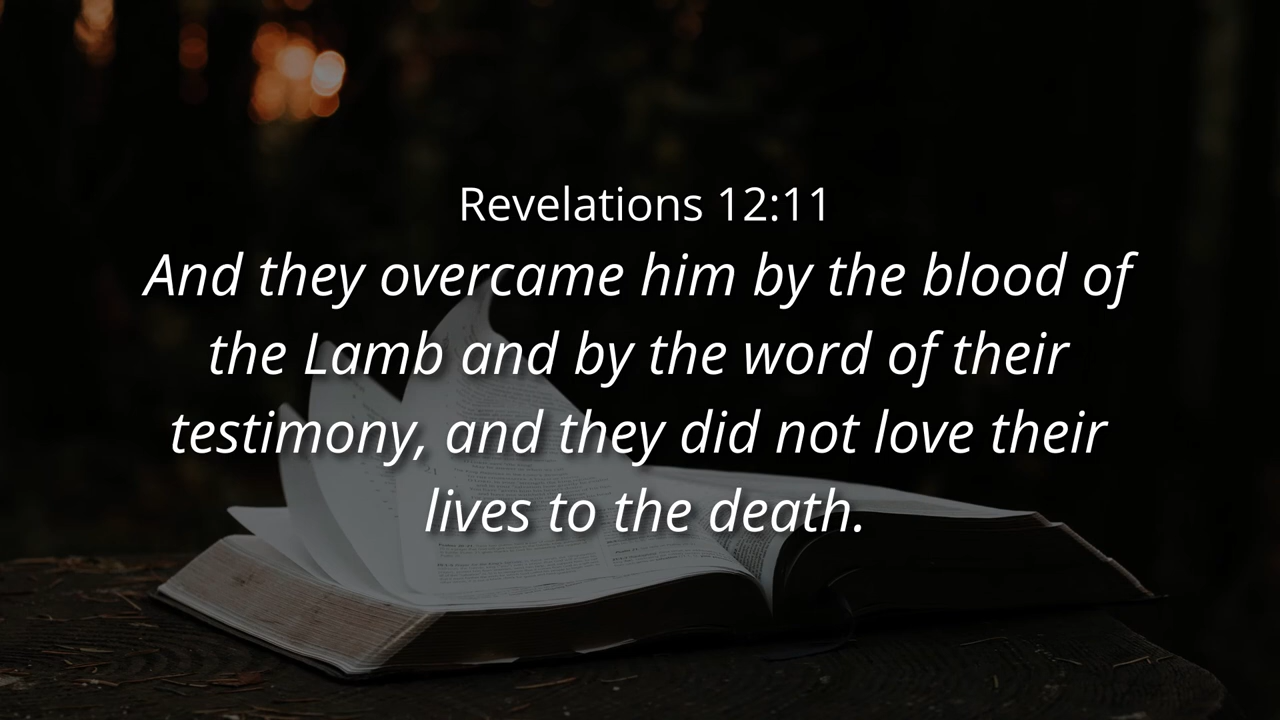 Revelations 12:11
And they overcame him by the blood of
the Lamb and by the word of their
testimony, and they did not love their
lives to the death.